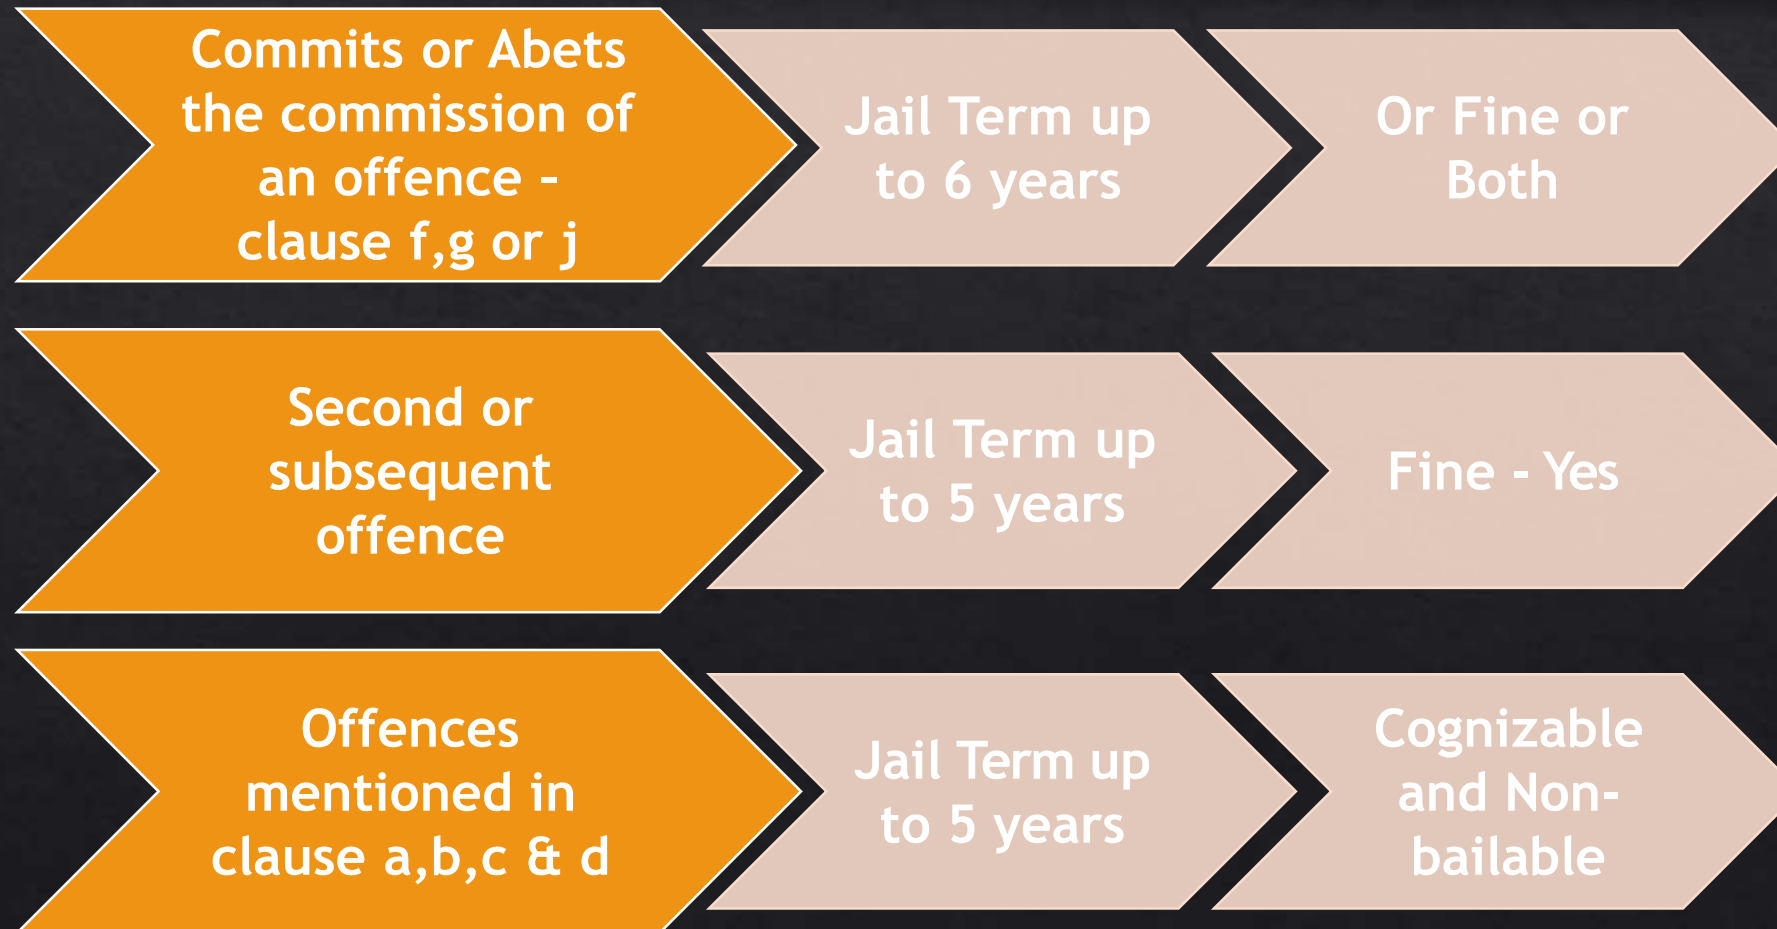 Commits or Abets
the commission of
an offence -
clause f,g or j
Jail Term up
to 6 years
Or Fine or
Both
Second or
subsequent
offence
Jail Term up
to 5 years
Fine - Yes
Offences
mentioned in
clause a,b,c & d
Jail Term up
to 5 years
Cognizable
and Non-
bailable